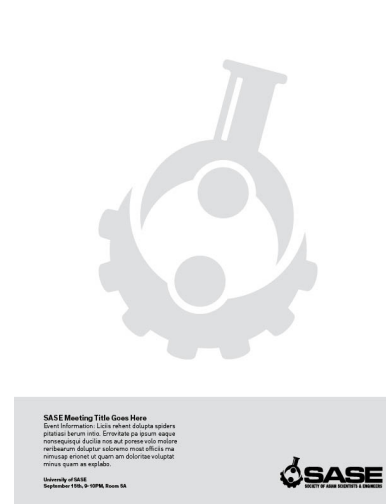 SASE Meeting Title Goes Here
Event Information: Liciis rehent dolupta spiders
pitatiasi berum intio. Errovitate pa ipsum eaque
nonsequisqui ducilia nos aut porese volo molore
reribearum doluptur soloremo most officiis ma
nimusap erionet ut quam am doloritae voluptat
minus quam as explabo.
University of SASE
September 15th, 9-10PM, Room 5A
SASE
SOCIETY OF ASIAN SCIENTISTS & ENGINEERS